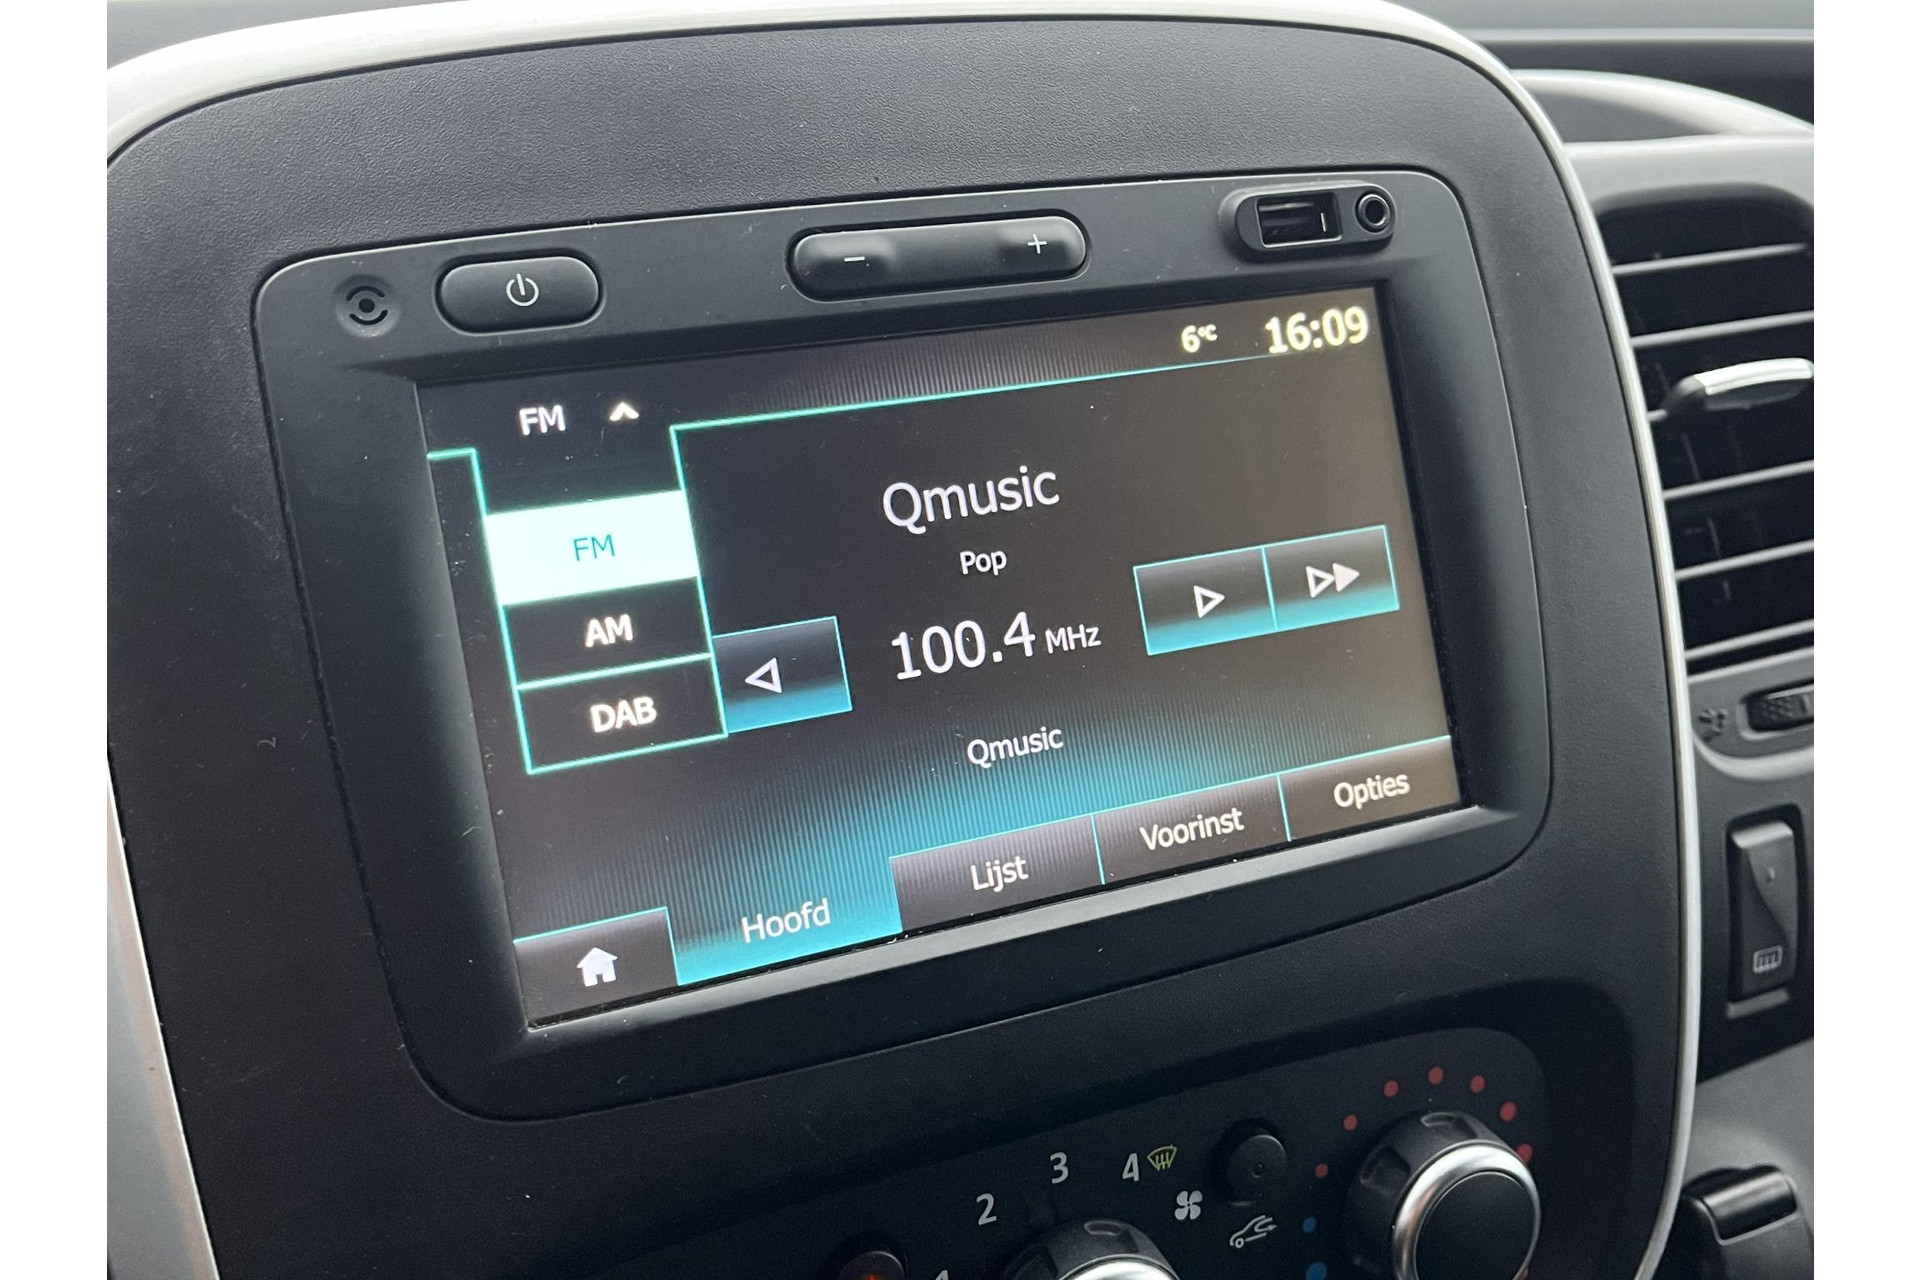 − +
6°C 16:09
FM
FM
AM
DAB
Qmusic
Pop
100.4 MHz
Qmusic
Hoofd Lijst Voorinst Opties
1 2 3 4